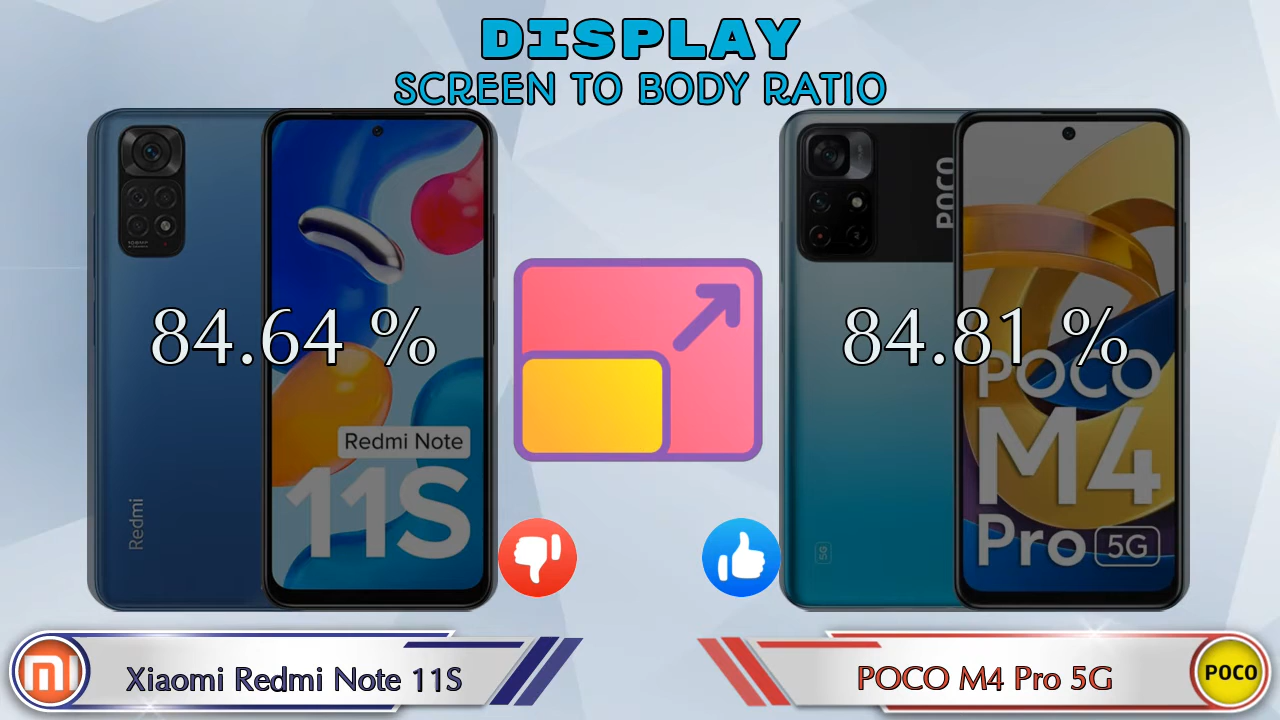 DISPLAY
SCREEN TO BODY RATIO
POCO
84.64 %
84.81 %
Redmi Note
11S
POCO
M4
Pro 5G
Redmi
5G
MI
Xiaomi Redmi Note 11S
POCO M4 Pro 5G
POCO